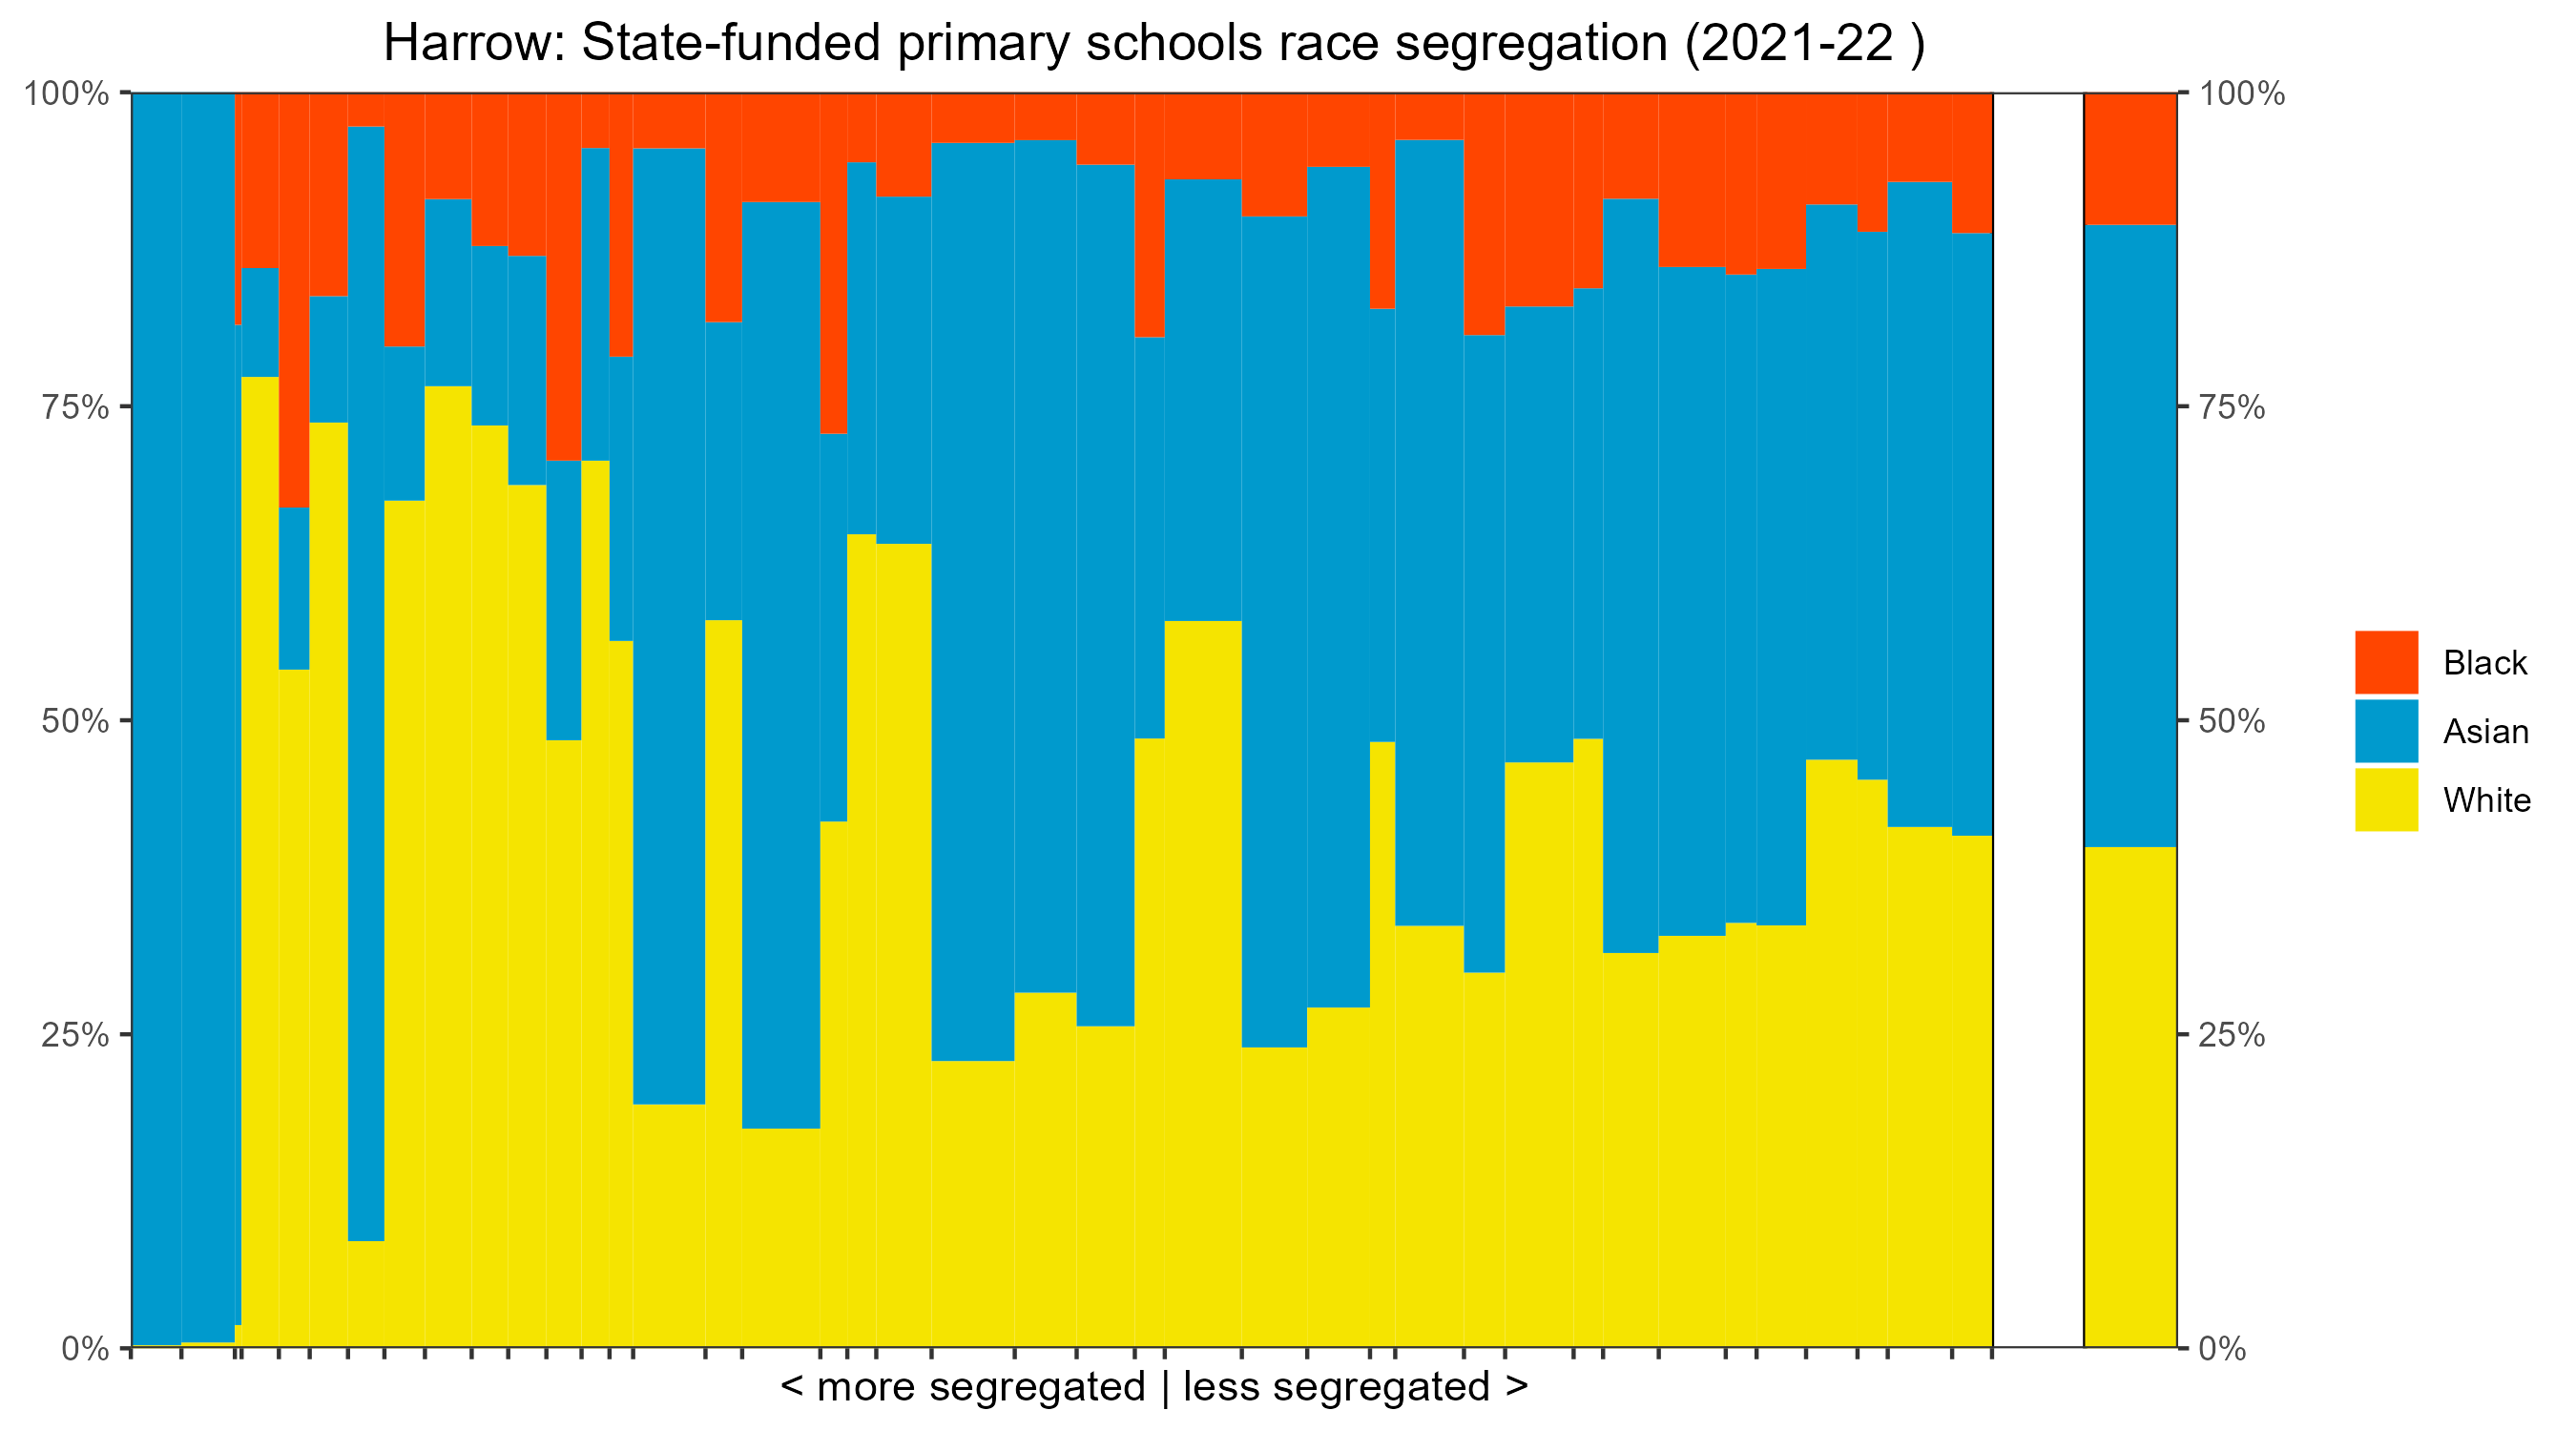 Harrow: State-funded primary schools race segregation (2021-22 )
100%
75%
50%
25%
0%
100%
75%
50%
25%
0%
Black
Asian
White
< more segregated | less segregated >